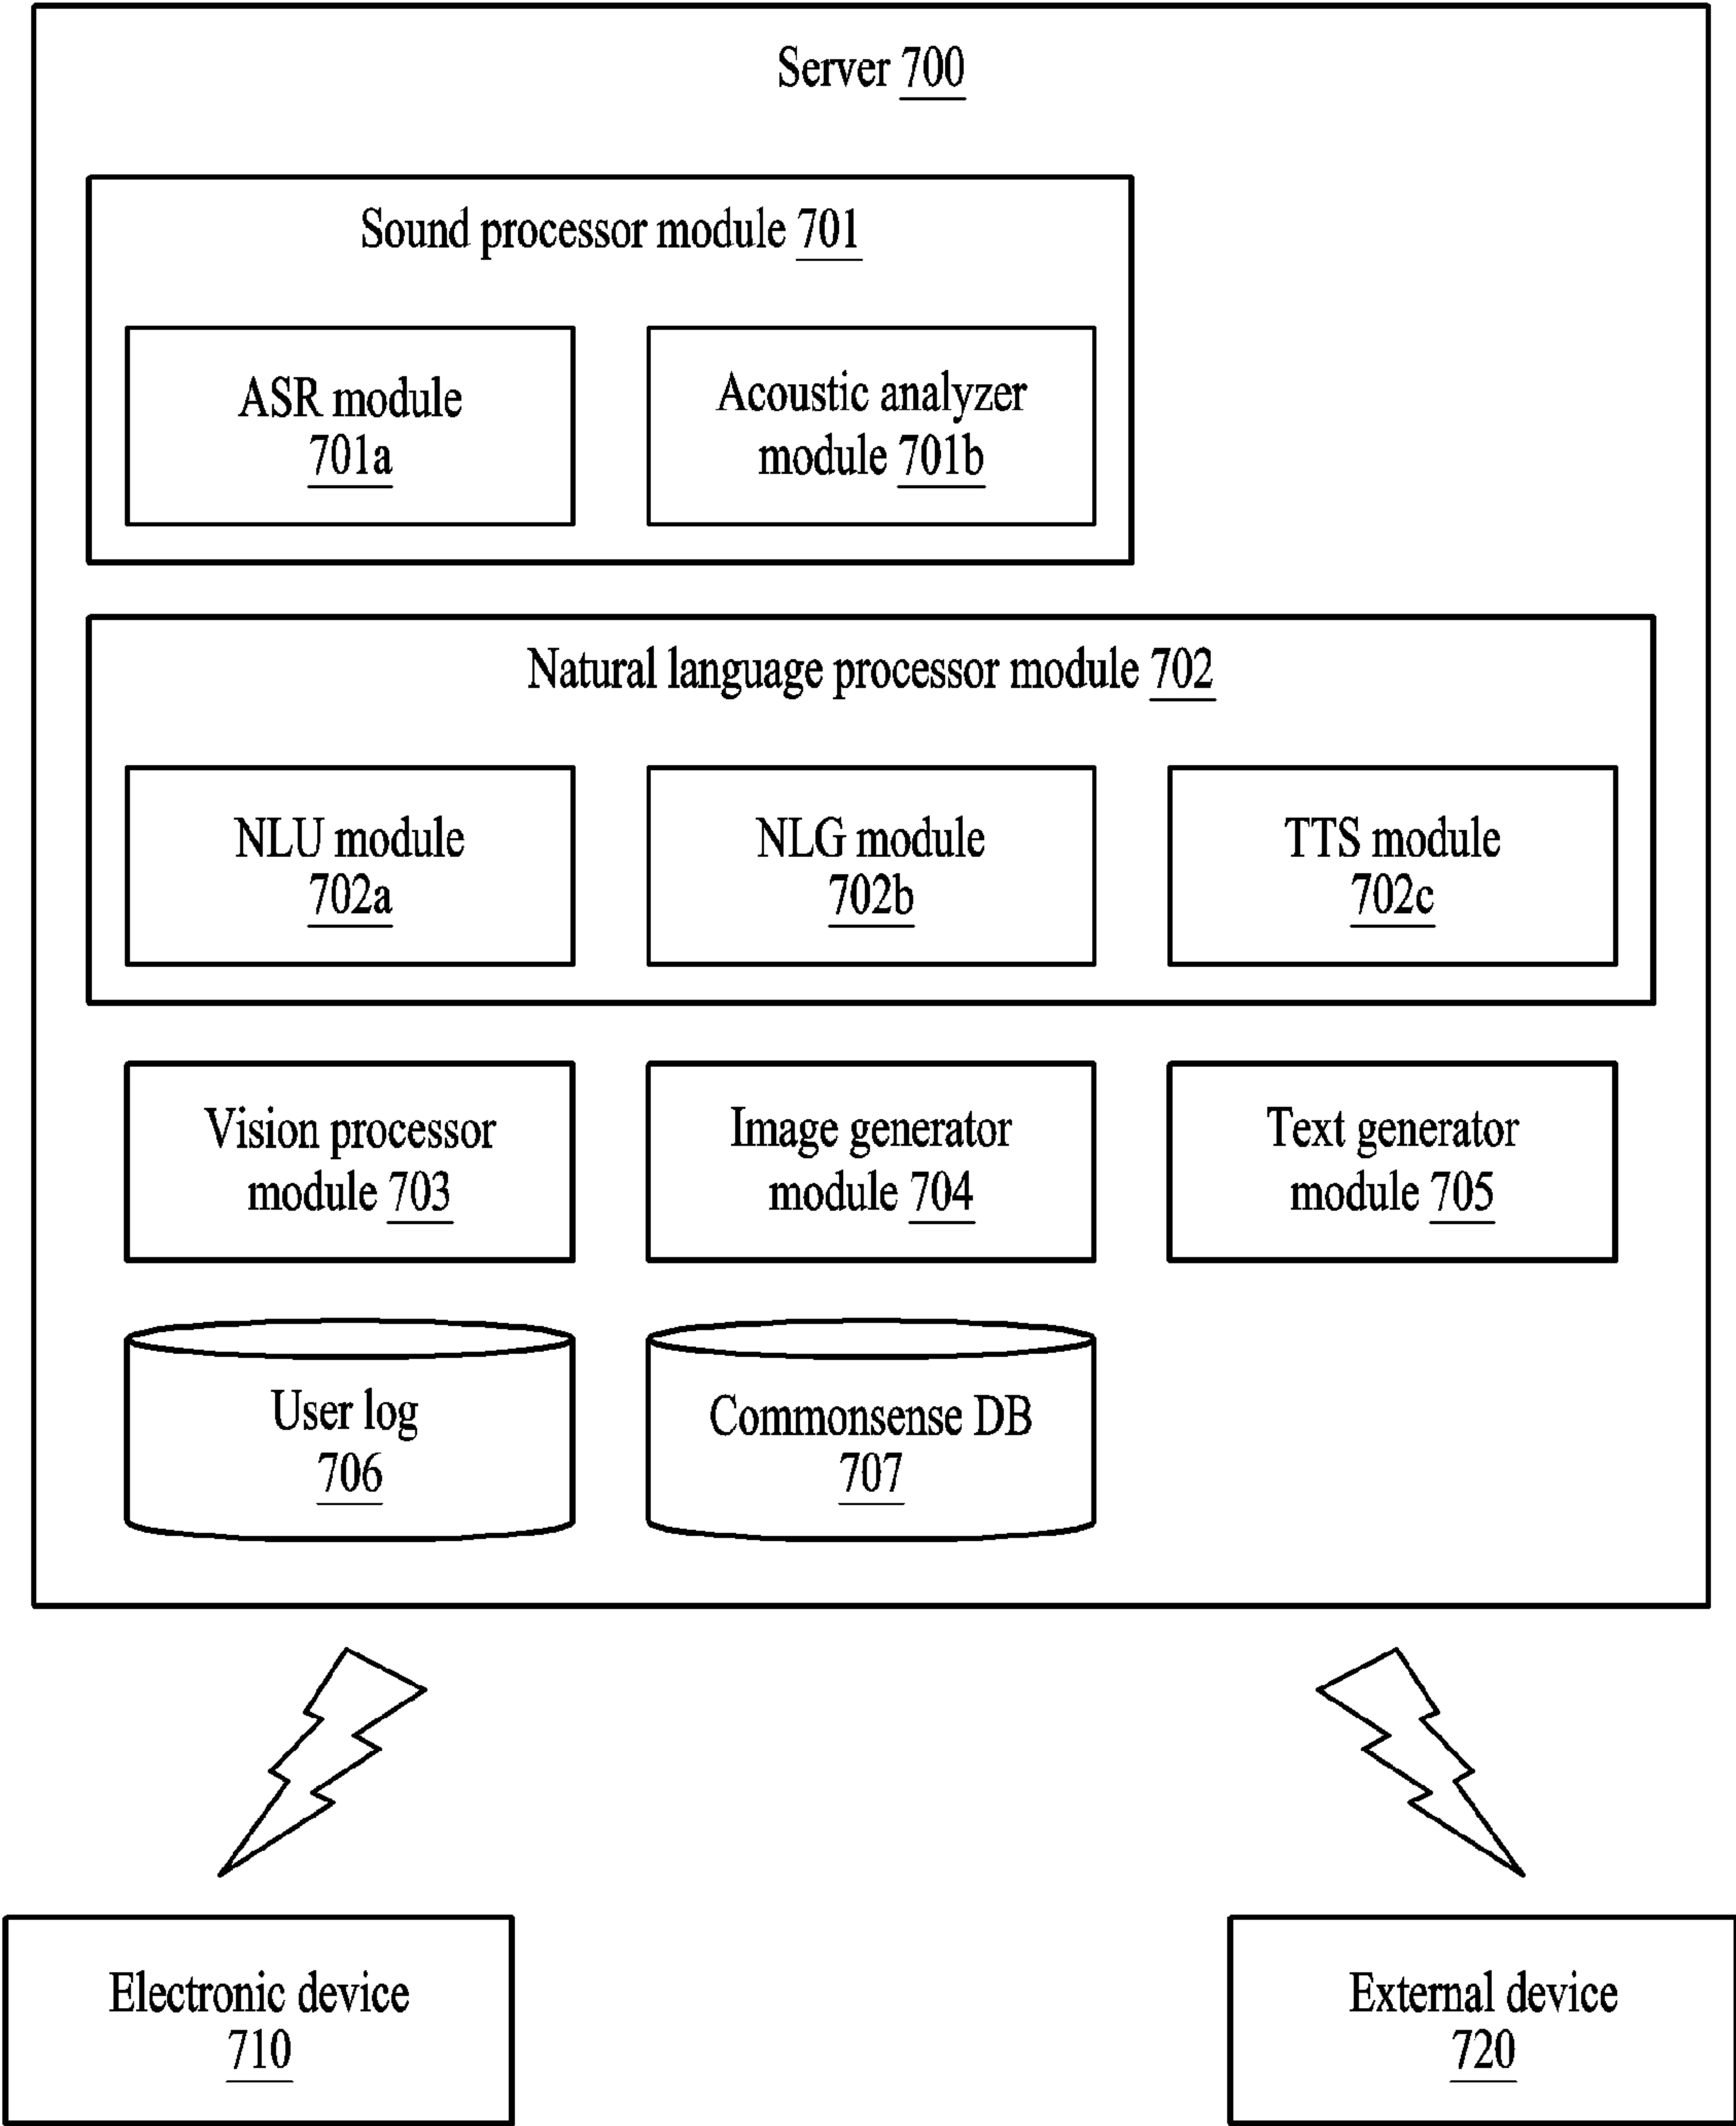 Server 700
Sound processor module 701
ASR module
701a
Acoustic analyzer
module 701b
Natural language processor module 702
NLU module
702a
NLG module
702b
TTS module
702c
Vision processor
module 703
Image generator
module 704
Text generator
module 705
User log
706
Commonsense DB
707
Electronic device
710
External device
720